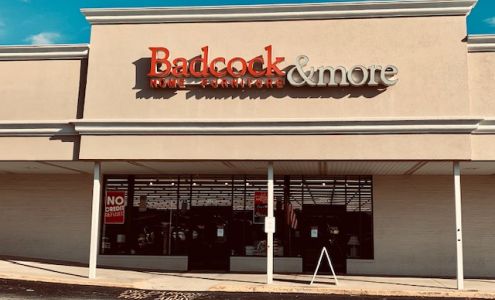 Badcock &more
HOME FURNITURE
NO
CREDIT
REFUSED